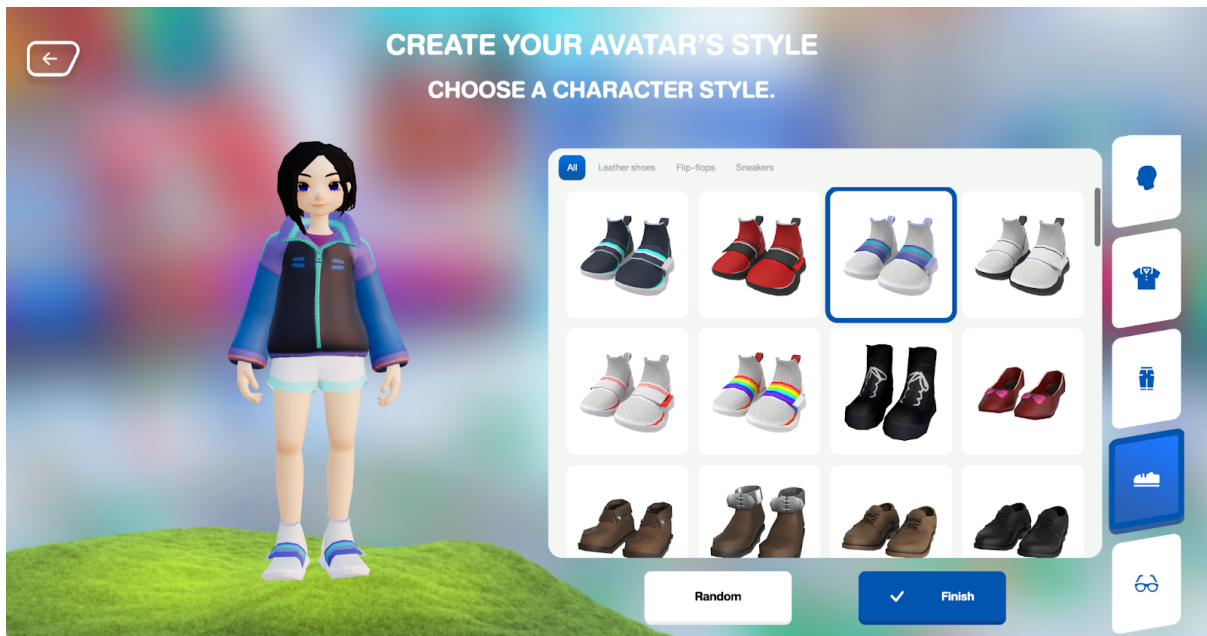 CREATE YOUR AVATAR'S STYLE
CHOOSE A CHARACTER STYLE.
All Leather shoes Flip-flops Sneakers
Random Finish